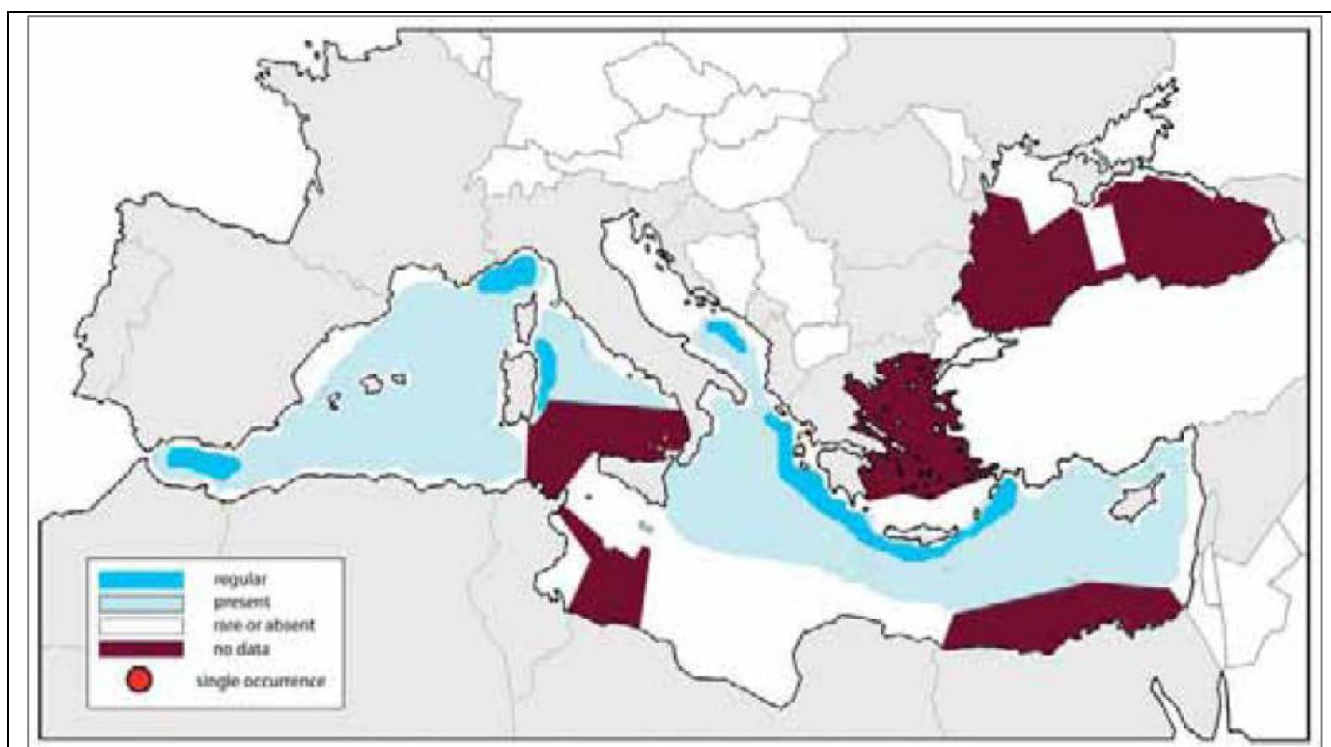 regular
present
rare or absent
no data
single occurrence